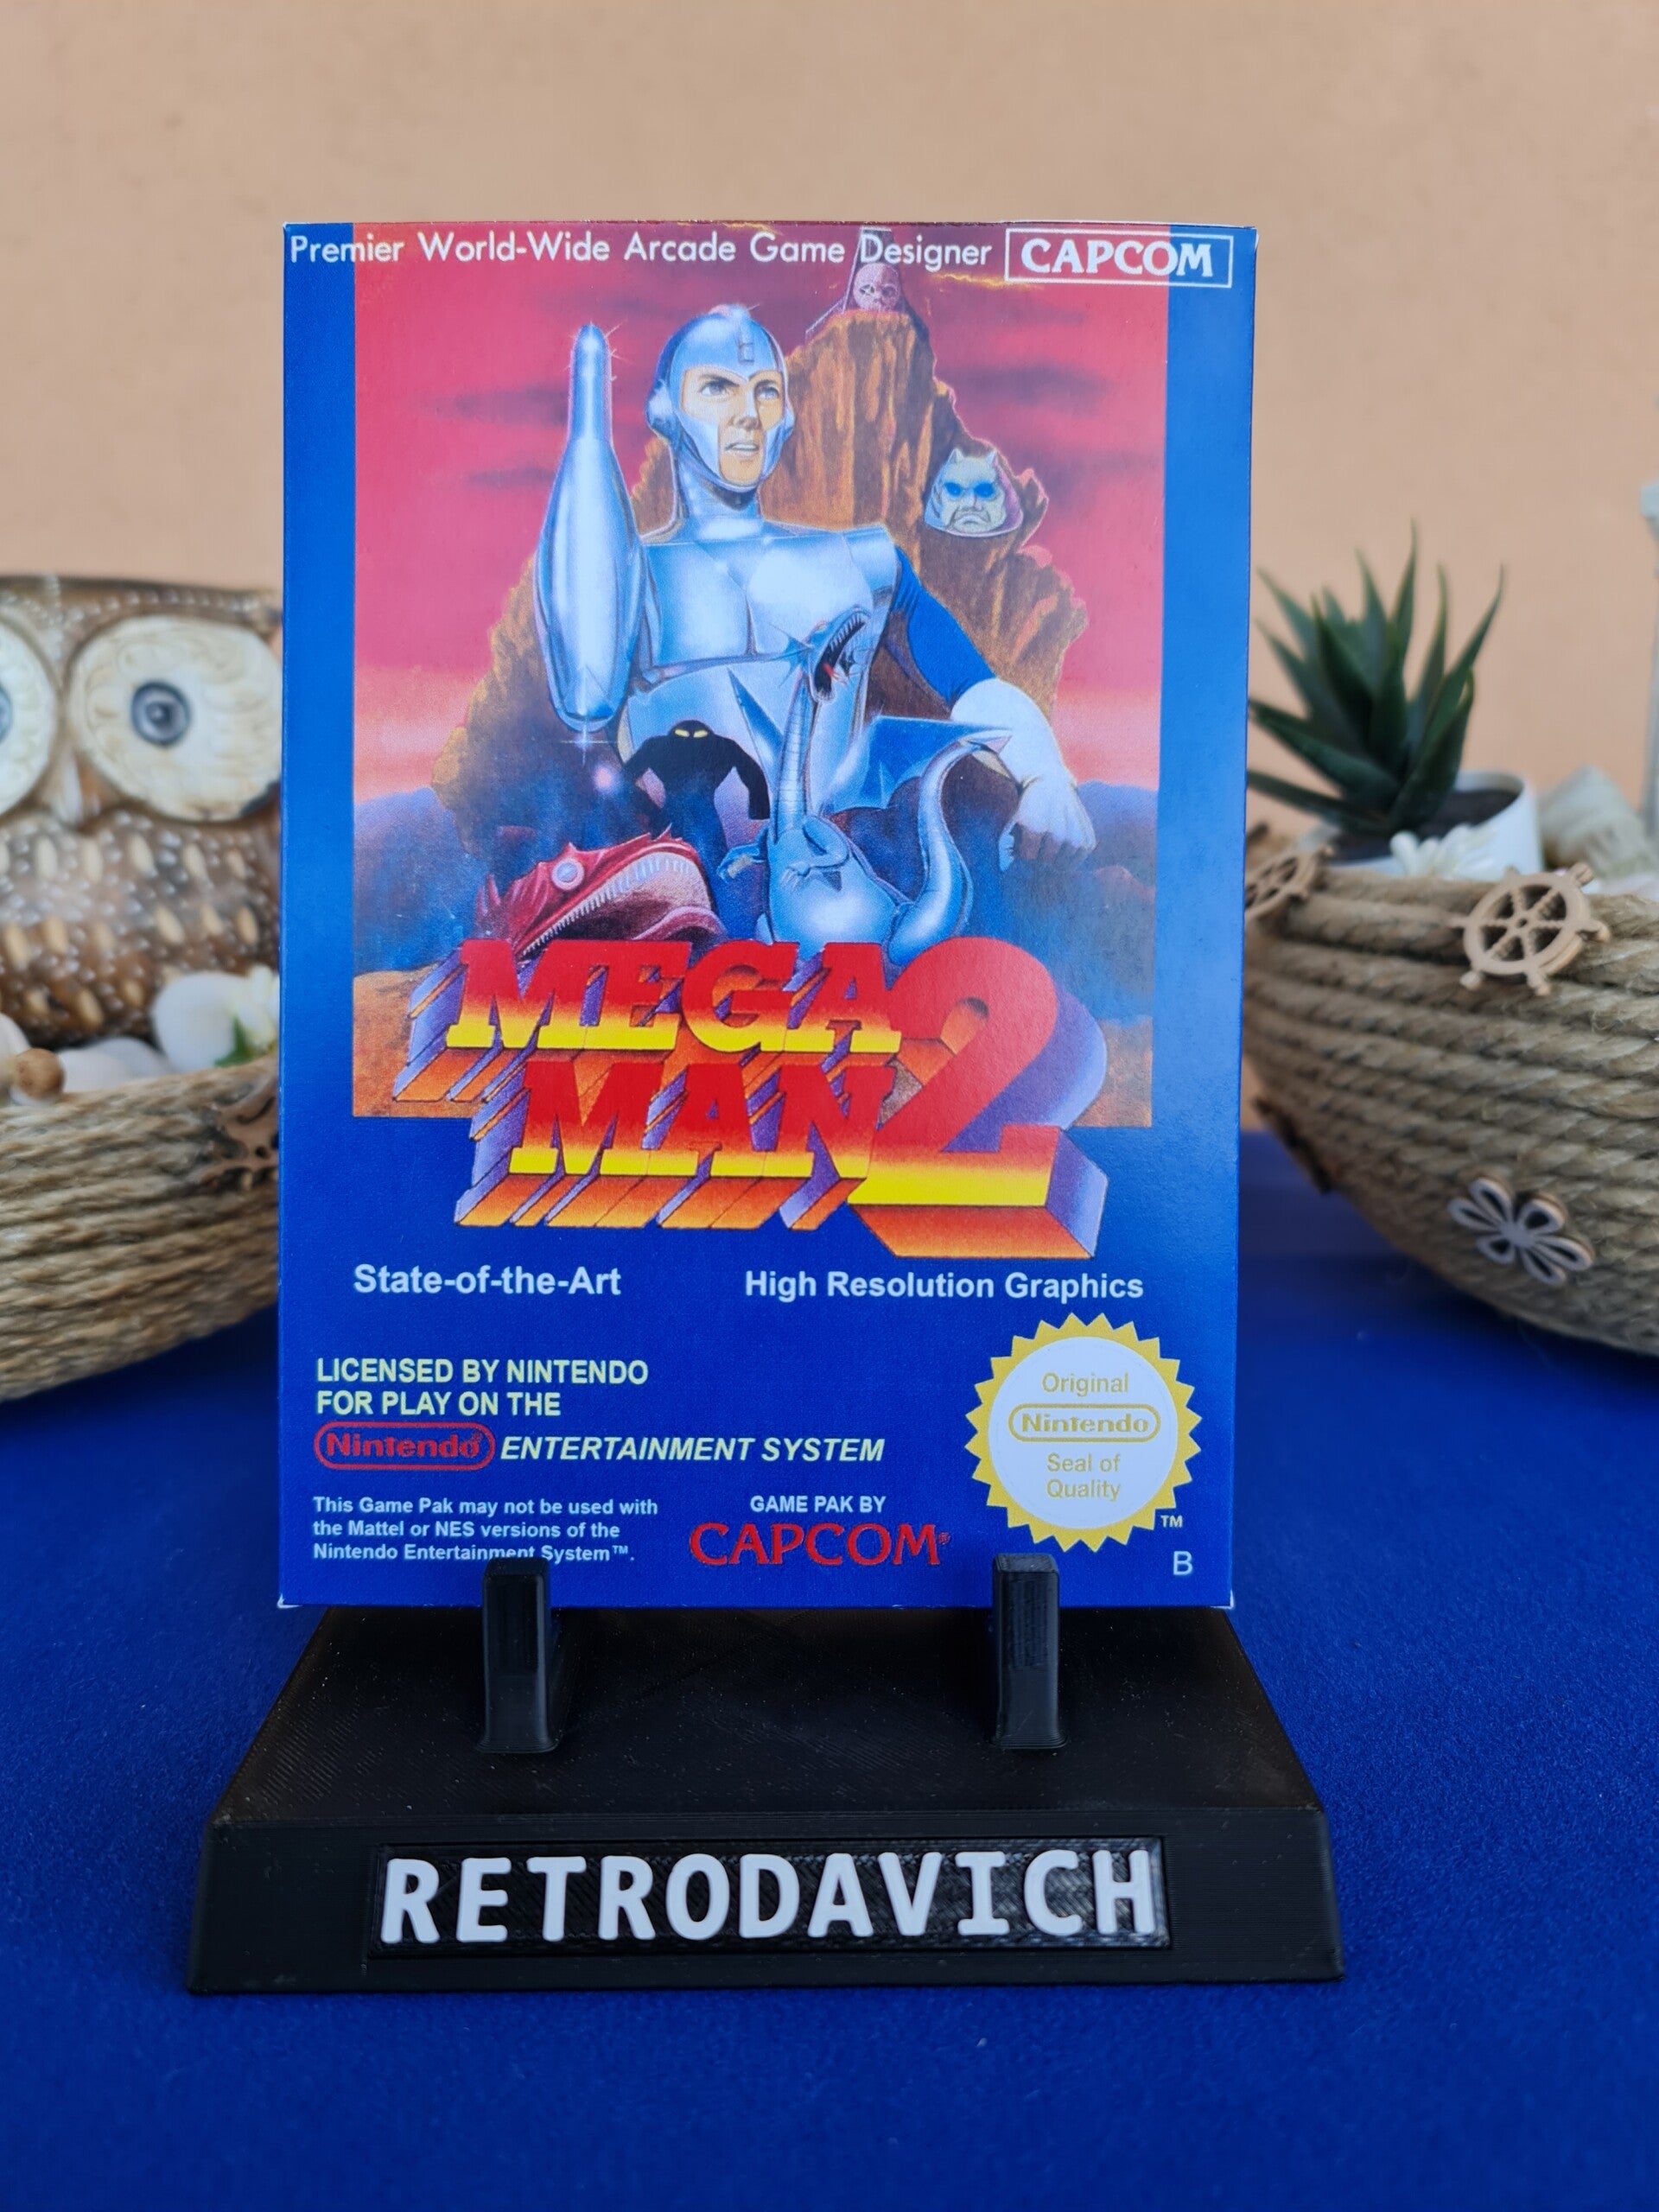 Premier World-Wide Arcade Game Designer CAPCOM
MEGA
MAN 2
State-of-the-Art High Resolution Graphics
LICENSED BY NINTENDO
FOR PLAY ON THE
Nintendo® ENTERTAINMENT SYSTEM
This Game Pak may not be used with
the Mattel or NES versions of the
Nintendo Entertainment System™.
GAME PAK BY
CAPCOM®
Original
Nintendo
Seal of
Quality
™
B
RETRODAVICH